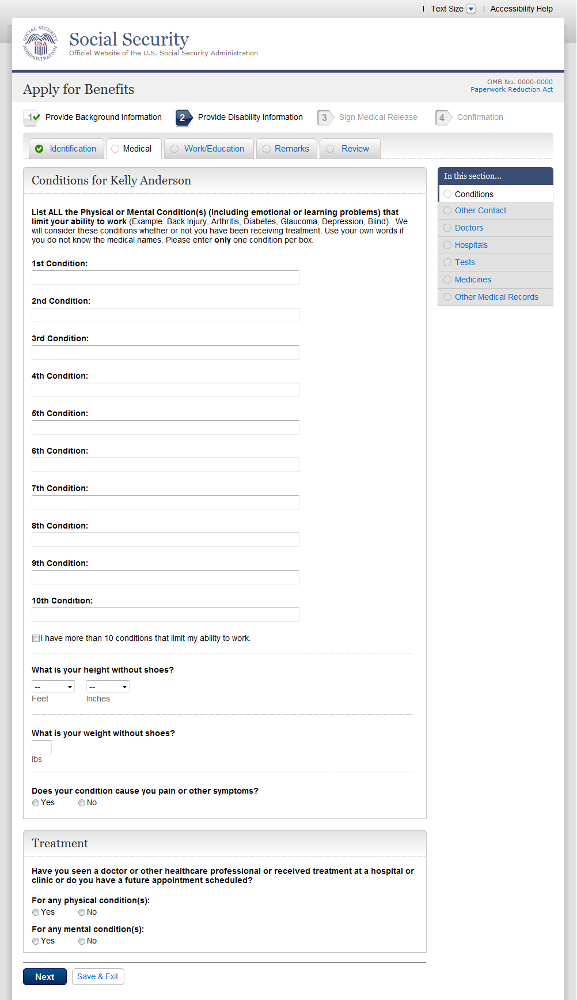 Text Size
Accessibility Help
SOCIAL SECURITY ADMINISTRATION
USA
Social Security
Official Website of the U.S. Social Security Administration
Apply for Benefits
OMB No. 0000-0000
Paperwork Reduction Act
1 Provide Background Information
2 Provide Disability Information
3 Sign Medical Release
4 Confirmation
Identification
Medical
Work/Education
Remarks
Review
Conditions for Kelly Anderson
List ALL the Physical or Mental Condition(s) (including emotional or learning problems) that
limit your ability to work (Example: Back Injury, Arthritis, Diabetes, Glaucoma, Depression, Blind). We
will consider these conditions whether or not you have been receiving treatment. Use your own words if
you do not know the medical names. Please enter only one condition per box.
1st Condition:
2nd Condition:
3rd Condition:
4th Condition:
5th Condition:
6th Condition:
7th Condition:
8th Condition:
9th Condition:
10th Condition:
I have more than 10 conditions that limit my ability to work.
What is your height without shoes?
-- --
Feet Inches
What is your weight without shoes?
lbs
Does your condition cause you pain or other symptoms?
Yes No
Treatment
Have you seen a doctor or other healthcare professional or received treatment at a hospital or
clinic or do you have a future appointment scheduled?
For any physical condition(s):
Yes No
For any mental condition(s):
Yes No
Next
Save & Exit
In this section...
Conditions
Other Contact
Doctors
Hospitals
Tests
Medicines
Other Medical Records